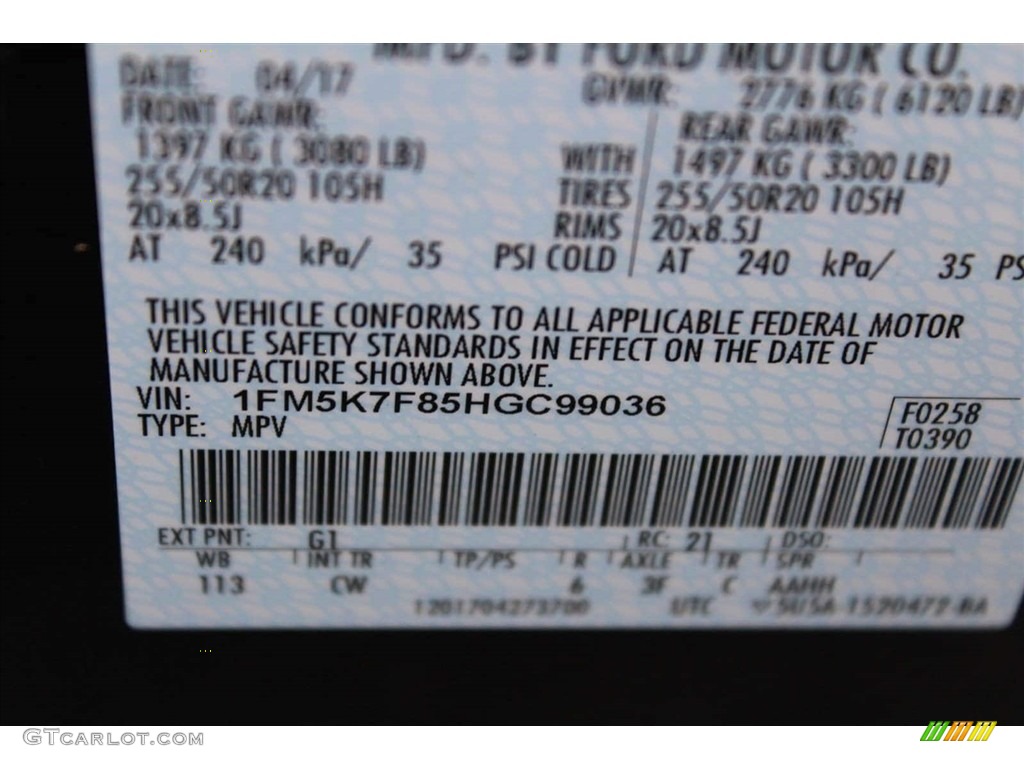 MFD. BY FORD MOTOR CO.
DATE: 04/17 GVWR: 2776 KG ( 6120 LB)
FRONT GAWR: REAR GAWR:
1397 KG ( 3080 LB) WITH 1497 KG ( 3300 LB)
255/50R20 105H TIRES 255/50R20 105H
20x8.5J RIMS 20x8.5J
AT 240 kPa/ 35 PSI COLD AT 240 kPa/ 35 PS
THIS VEHICLE CONFORMS TO ALL APPLICABLE FEDERAL MOTOR
VEHICLE SAFETY STANDARDS IN EFFECT ON THE DATE OF
MANUFACTURE SHOWN ABOVE.
VIN: 1FM5K7F85HGC99036 F0258
TYPE: MPV T0390
EXT PNT: G1 RC: 21 DSO:
WB INT TR TP/PS R AXLE TR SPR
113 CW 6 3F C AAHH
1201704273700 UTC 5U5A-1520472-BA
GTCARLOT.COM